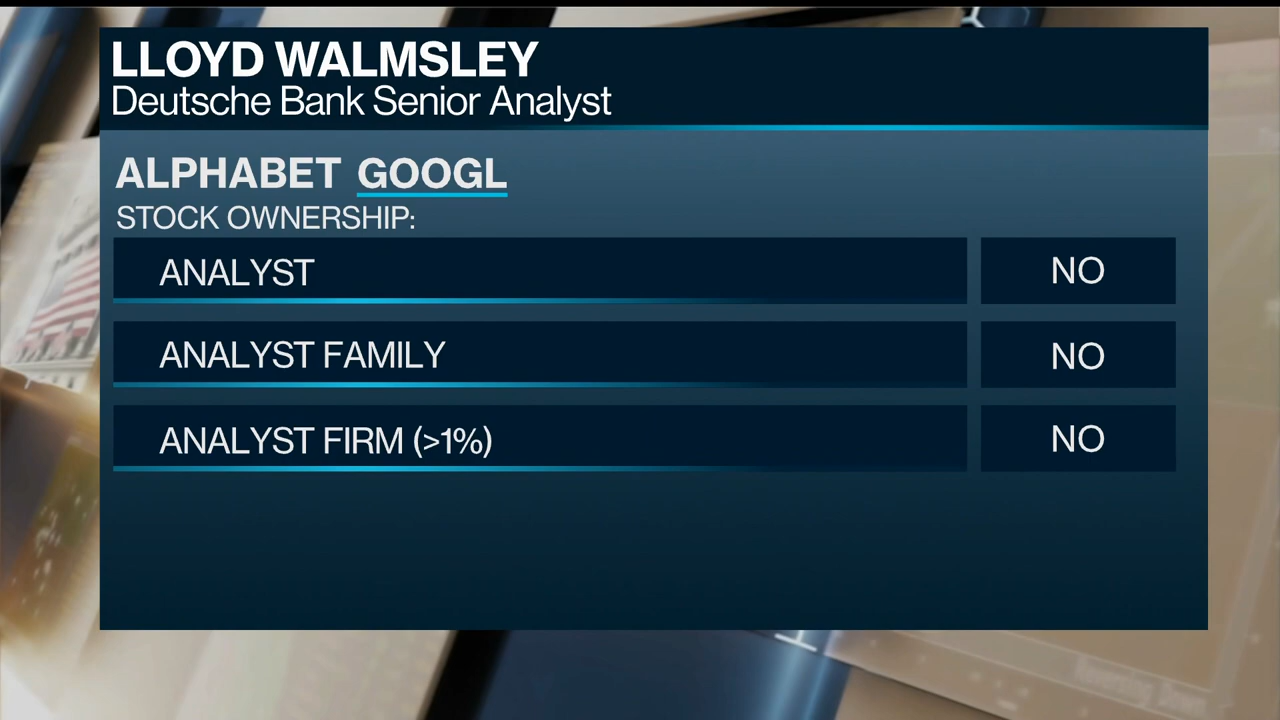 LLOYD WALMSLEY
Deutsche Bank Senior Analyst
ALPHABET GOOGL
STOCK OWNERSHIP:
ANALYST NO
ANALYST FAMILY NO
ANALYST FIRM (>1%) NO